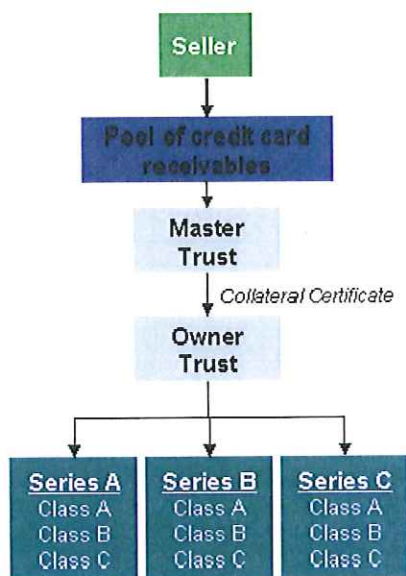 Seller
Pool of credit card
receivables
Master
Trust
Collateral Certificate
Owner
Trust
Series A
Class A
Class B
Class C
Series B
Class A
Class B
Class C
Series C
Class A
Class B
Class C